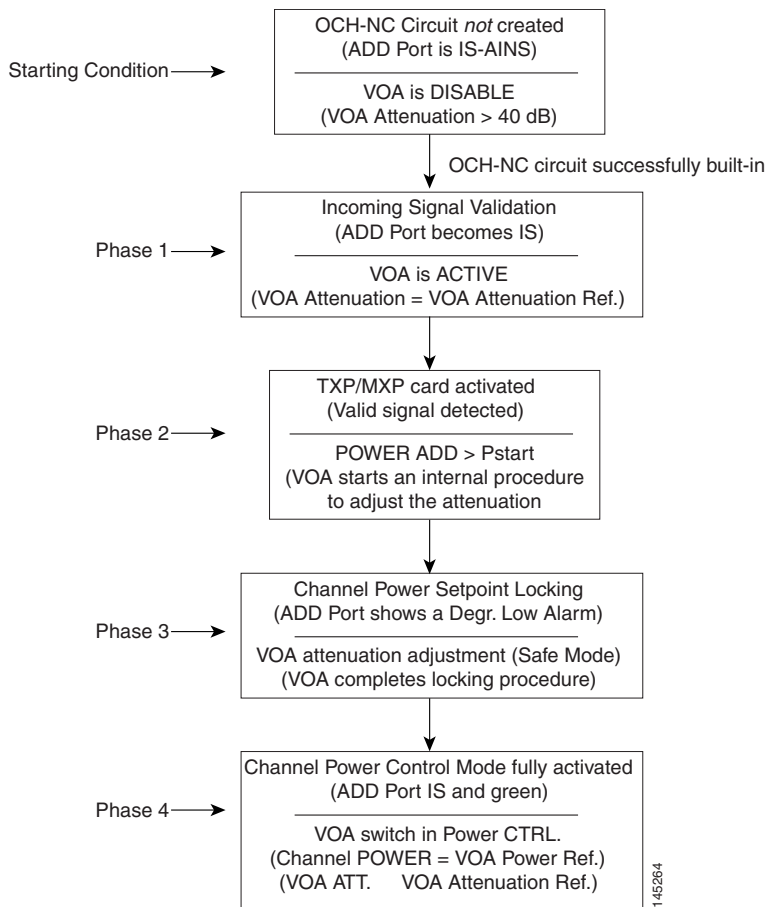 OCH-NC Circuit not created
(ADD Port is IS-AINS)
Starting Condition
VOA is DISABLE
(VOA Attenuation > 40 dB)
OCH-NC circuit successfully built-in
Incoming Signal Validation
(ADD Port becomes IS)
Phase 1
VOA is ACTIVE
(VOA Attenuation = VOA Attenuation Ref.)
TXP/MXP card activated
(Valid signal detected)
Phase 2
POWER ADD > Pstart
(VOA starts an internal procedure
to adjust the attenuation
Channel Power Setpoint Locking
(ADD Port shows a Degr. Low Alarm)
Phase 3
VOA attenuation adjustment (Safe Mode)
(VOA completes locking procedure)
Channel Power Control Mode fully activated
(ADD Port IS and green)
Phase 4
VOA switch in Power CTRL.
(Channel POWER = VOA Power Ref.)
(VOA ATT. VOA Attenuation Ref.)
145264